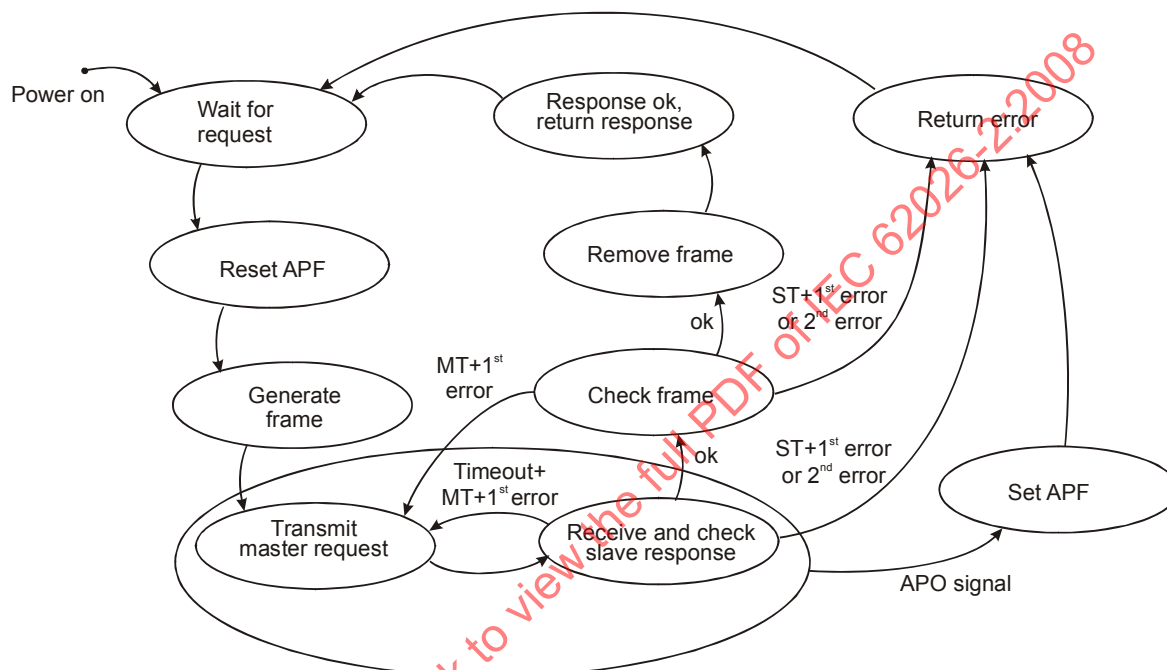 Power on
Wait for
request
Response ok,
return response
Return error
Reset APF
Remove frame
ST+1st error
or 2nd error
ok
MT+1st
error
Generate
frame
Check frame
ok
ST+1st error
or 2nd error
Timeout+
MT+1st error
Set APF
Transmit
master request
Receive and check
slave response
APO signal
k to view the full PDF of IEC 62026-2:2008